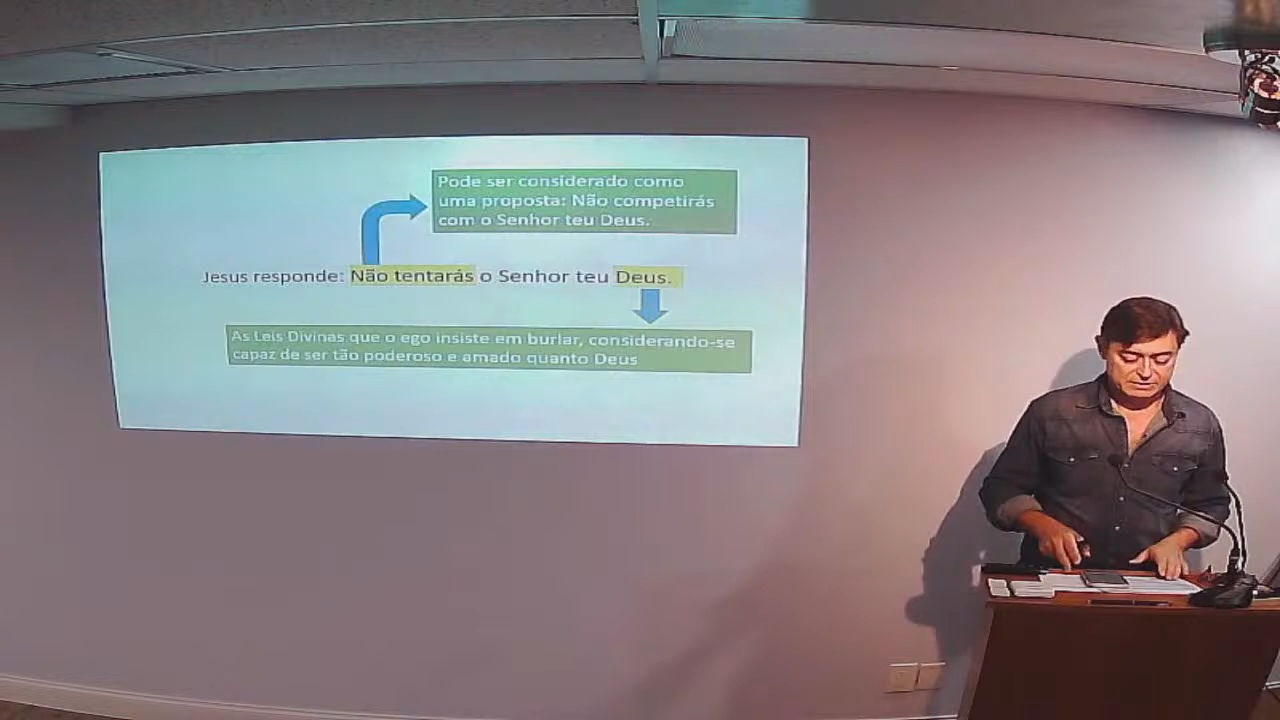 Pode ser considerado como
uma proposta: Não competirás
com o Senhor teu Deus.
Jesus responde: Não tentarás o Senhor teu Deus.
As Leis Divinas que o ego insiste em burlar, considerando-se
capaz de ser tão poderoso e amado quanto Deus